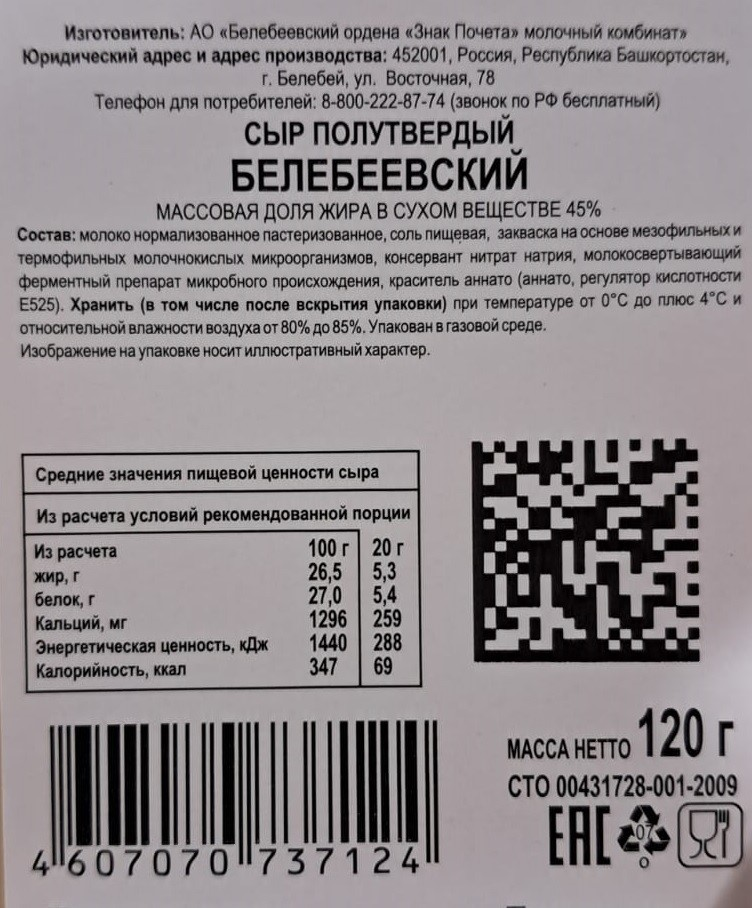 Изготовитель: АО «Белебеевский ордена «Знак Почета» молочный комбинат»
Юридический адрес и адрес производства: 452001, Россия, Республика Башкортостан,
г. Белебей, ул. Восточная, 78
Телефон для потребителей: 8-800-222-87-74 (звонок по РФ бесплатный)
СЫР ПОЛУТВЕРДЫЙ
БЕЛЕБЕЕВСКИЙ
МАССОВАЯ ДОЛЯ ЖИРА В СУХОМ ВЕЩЕСТВЕ 45%
Состав: молоко нормализованное пастеризованное, соль пищевая, закваска на основе мезофильных и
термофильных молочнокислых микроорганизмов, консервант нитрат натрия, молокосвертывающий
ферментный препарат микробного происхождения, краситель аннато (аннато, регулятор кислотности
Е525). Хранить (в том числе после вскрытия упаковки) при температуре от 0°С до плюс 4°С и
относительной влажности воздуха от 80% до 85%. Упакован в газовой среде.
Изображение на упаковке носит иллюстративный характер.
Средние значения пищевой ценности сыра
Из расчета условий рекомендованной порции
Из расчета 100 г 20 г
жир, г 26,5 5,3
белок, г 27,0 5,4
Кальций, мг 1296 259
Энергетическая ценность, кДж 1440 288
Калорийность, ккал 347 69
МАССА НЕТТО 120 г
СТО 00431728-001-2009
ЕАС 07
О
4 607070 737124